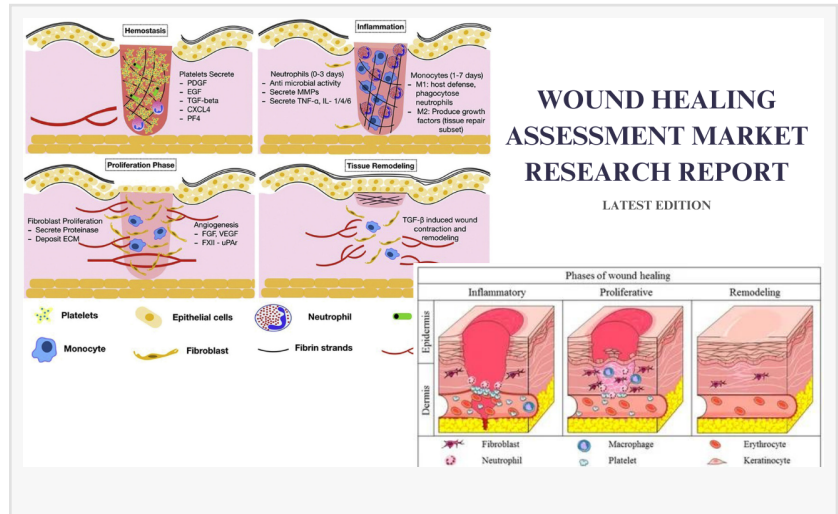 Hemostasis
Platelets Secrete
- PDGF
- EGF
- TGF-beta
- CXCL4
- PF4
Inflammation
Neutrophils (0-3 days)
- Anti microbial activity
- Secrete MMPs
- Secrete TNF-α, IL- 1/4/6
Monocytes (1-7 days)
- M1: host defense,
phagocytose
neutrophils
- M2: Produce growth
factors (tissue repair
subset)
WOUND HEALING
ASSESSMENT MARKET
RESEARCH REPORT
LATEST EDITION
Proliferation Phase
Fibroblast Proliferation
- Secrete Proteinase
- Deposit ECM
Angiogenesis
- FGF, VEGF
- FXII - uPAr
Tissue Remodeling
TGF-β induced wound
contraction and
remodeling
Platelets
Epithelial cells
Neutrophil
Monocyte
Fibroblast
Fibrin strands
Phases of wound healing
Inflammatory
Proliferative
Remodeling
Epidermis
Dermis
Fibroblast
Macrophage
Erythrocyte
Neutrophil
Platelet
Keratinocyte